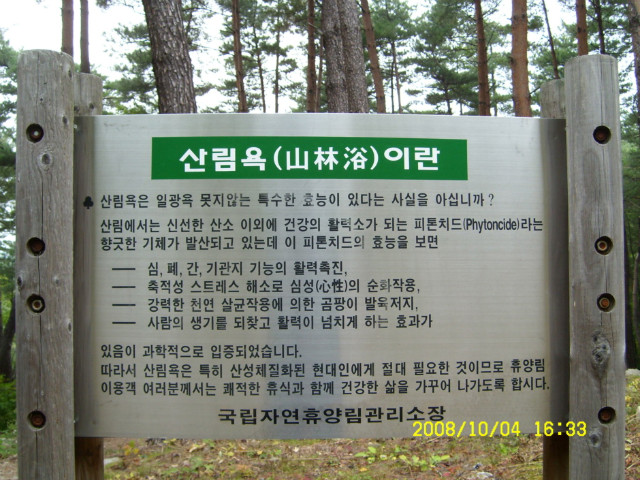 산림욕(山林浴)이란
♣ 산림욕은 일광욕 못지않는 특수한 효능이 있다는 사실을 아십니까?
산림에서는 신선한 산소 이외에 건강의 활력소가 되는 피톤치드(Phytoncide)라는
향긋한 기체가 발산되고 있는데 이 피톤치드의 효능을 보면
── 심, 폐, 간, 기관지 기능의 활력촉진,
── 축적성 스트레스 해소로 심성(心性)의 순화작용,
── 강력한 천연 살균작용에 의한 곰팡이 발육저지,
── 사람의 생기를 되찾고 활력이 넘치게 하는 효과가
있음이 과학적으로 입증되었습니다.
따라서 산림욕은 특히 산성체질화된 현대인에게 절대 필요한 것이므로 휴양림
이용객 여러분께서는 쾌적한 휴식과 함께 건강한 삶을 가꾸어 나가도록 합시다.
국립자연휴양림관리소장
2008/10/04 16:33